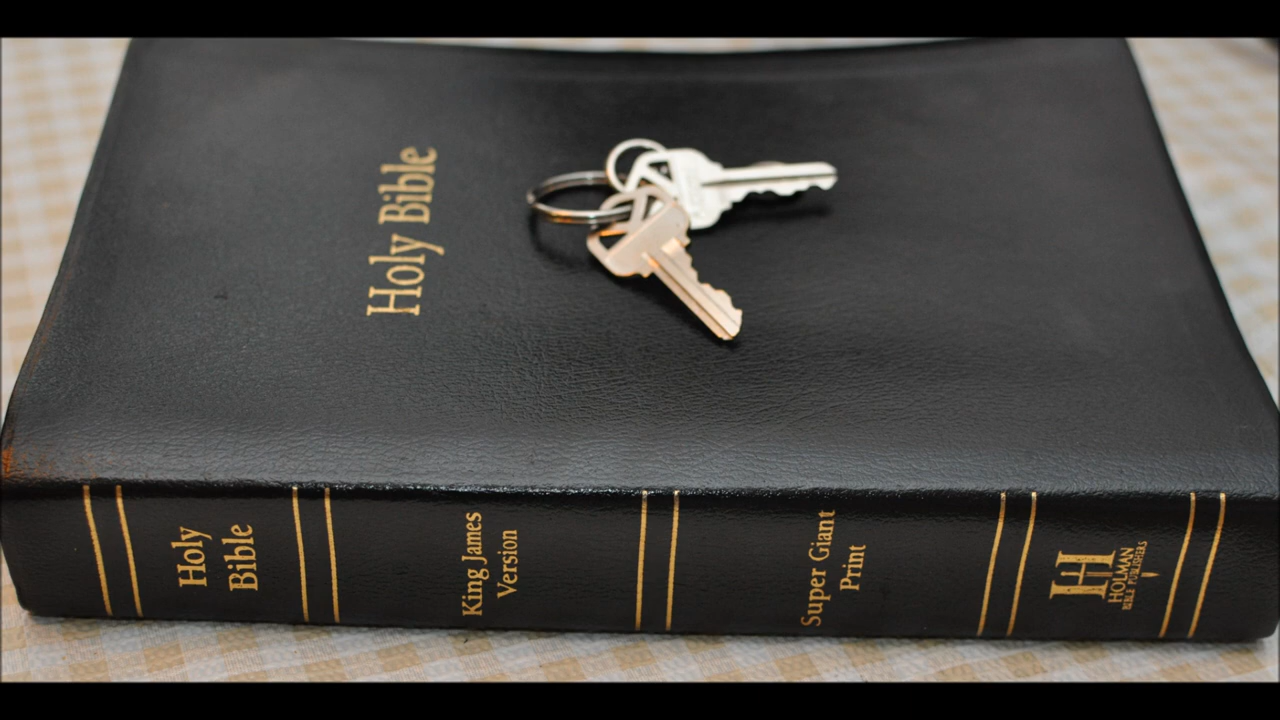 Holy Bible
Holy
Bible
King James
Version
Super Giant
Print
HOLMAN
BIBLE PUBLISHERS